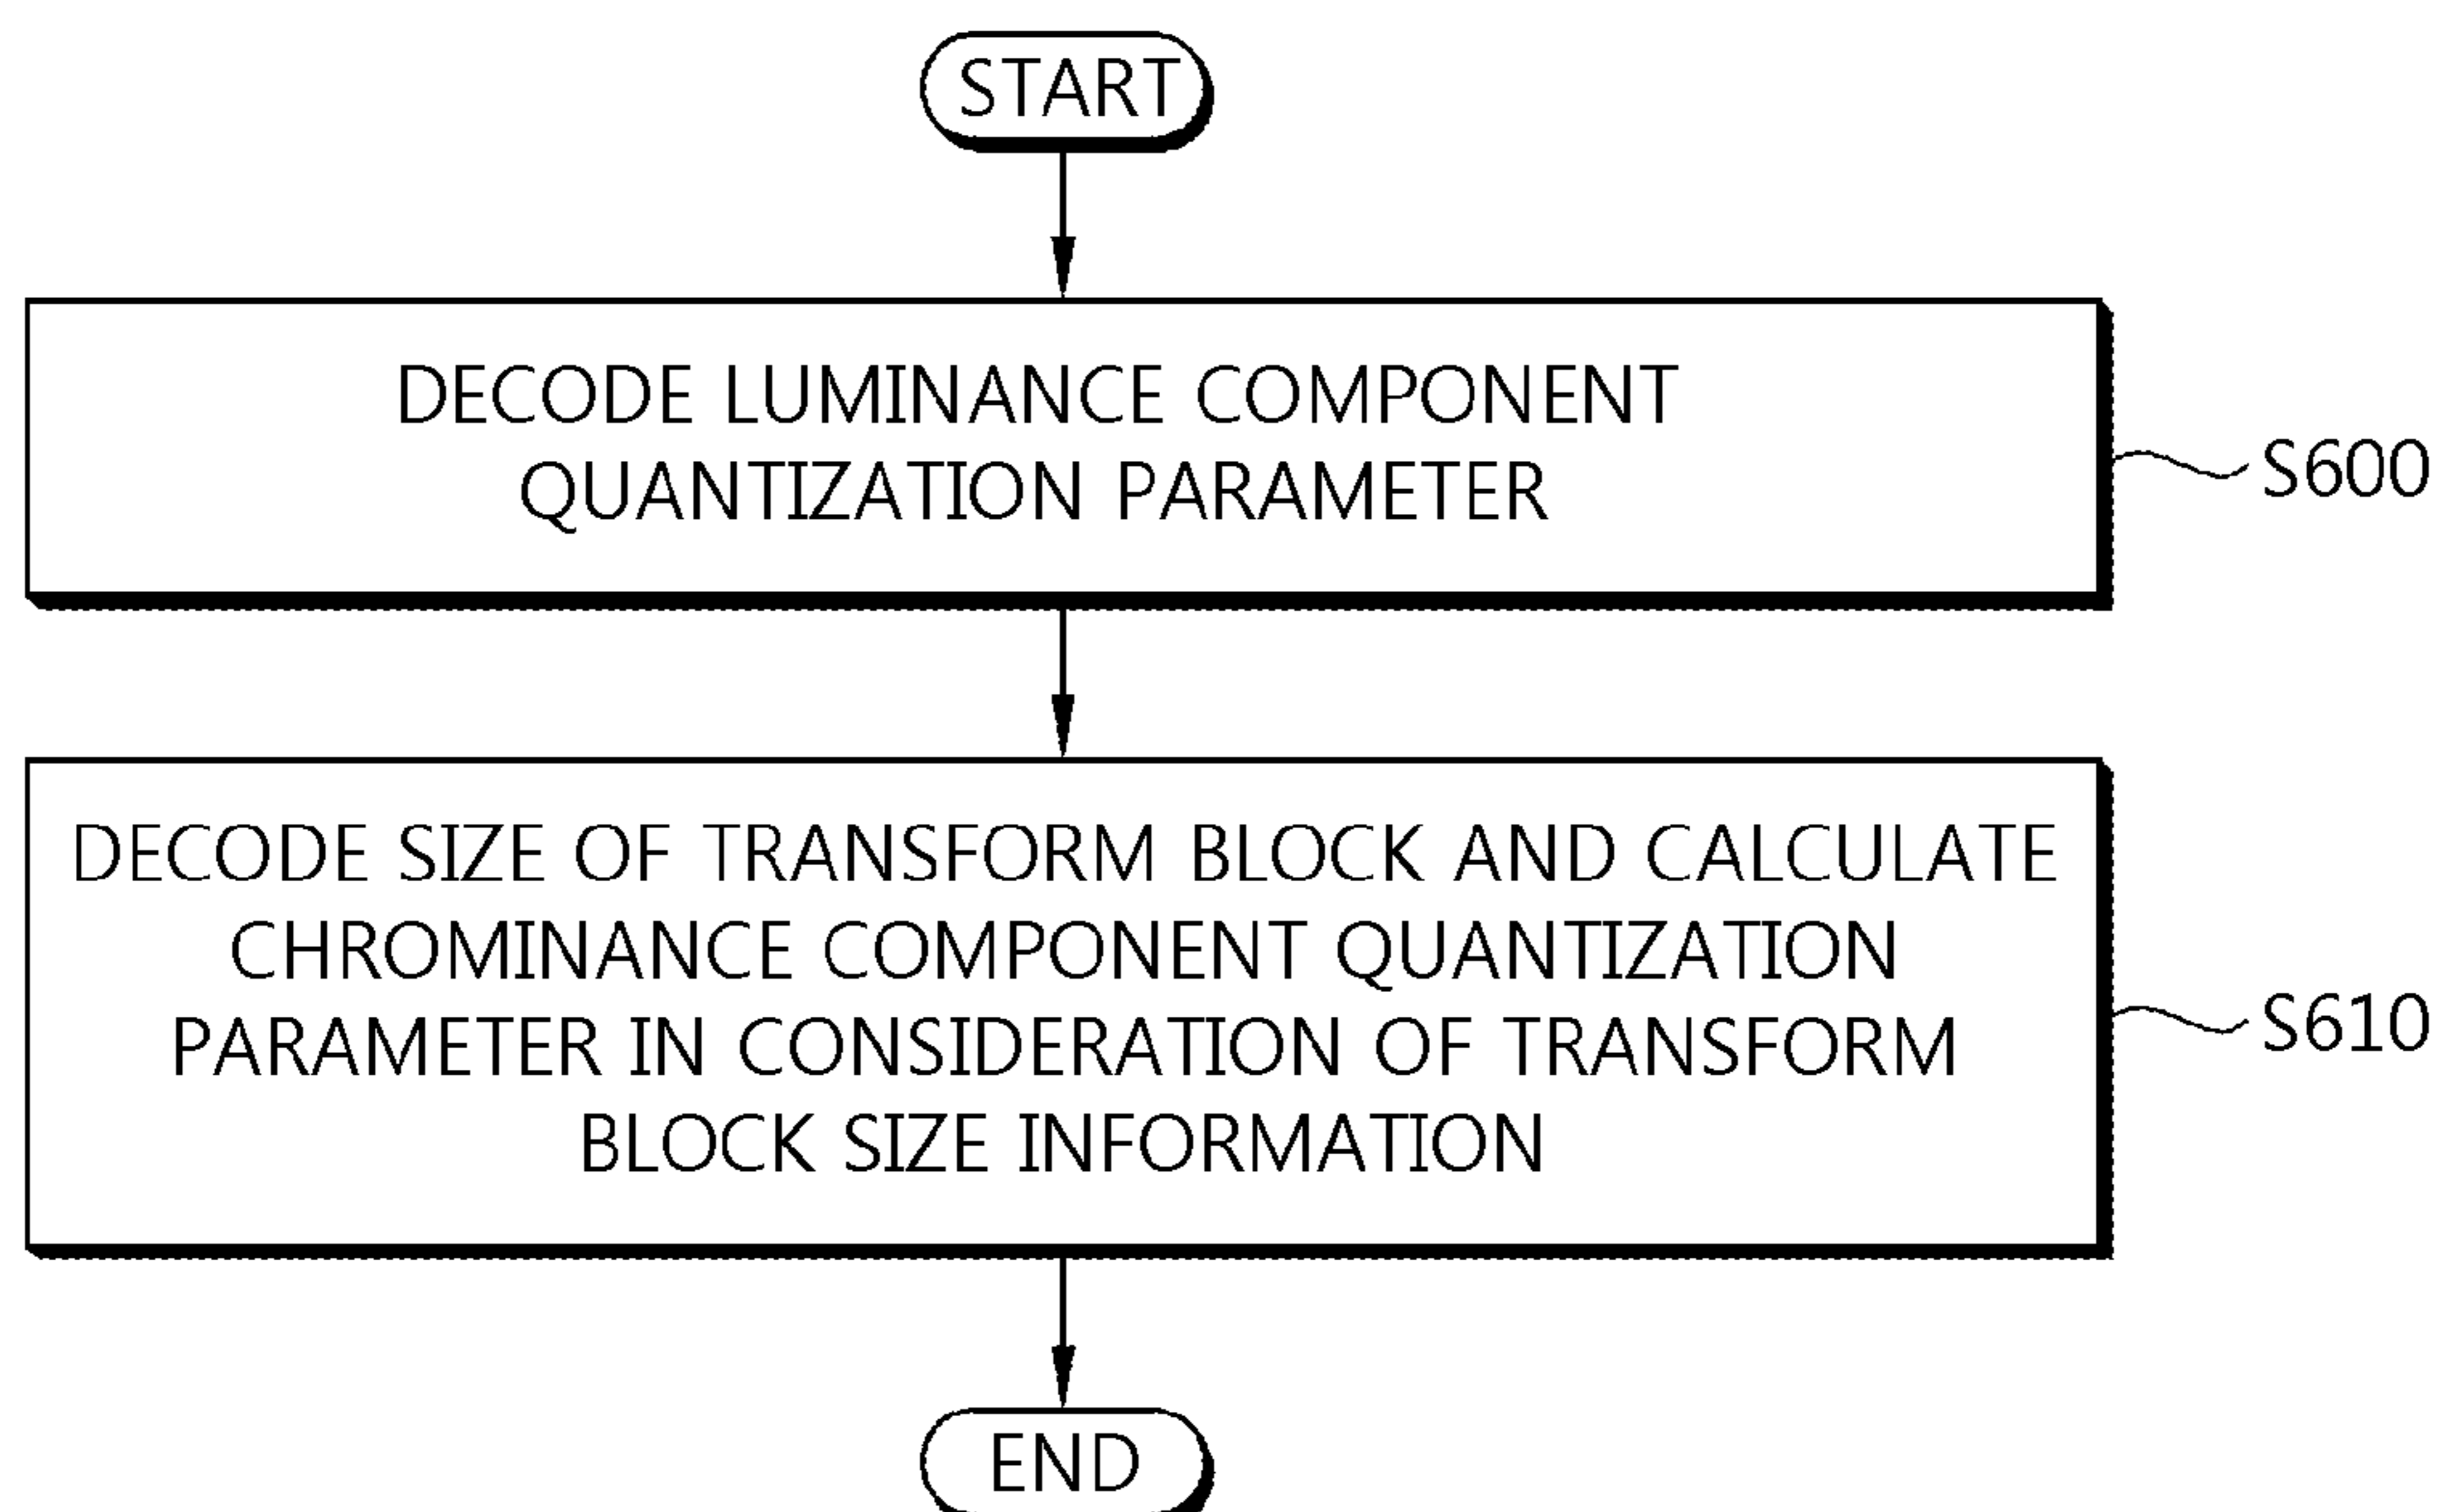 START
DECODE LUMINANCE COMPONENT
QUANTIZATION PARAMETER
S600
DECODE SIZE OF TRANSFORM BLOCK AND CALCULATE
CHROMINANCE COMPONENT QUANTIZATION
PARAMETER IN CONSIDERATION OF TRANSFORM
BLOCK SIZE INFORMATION
S610
END